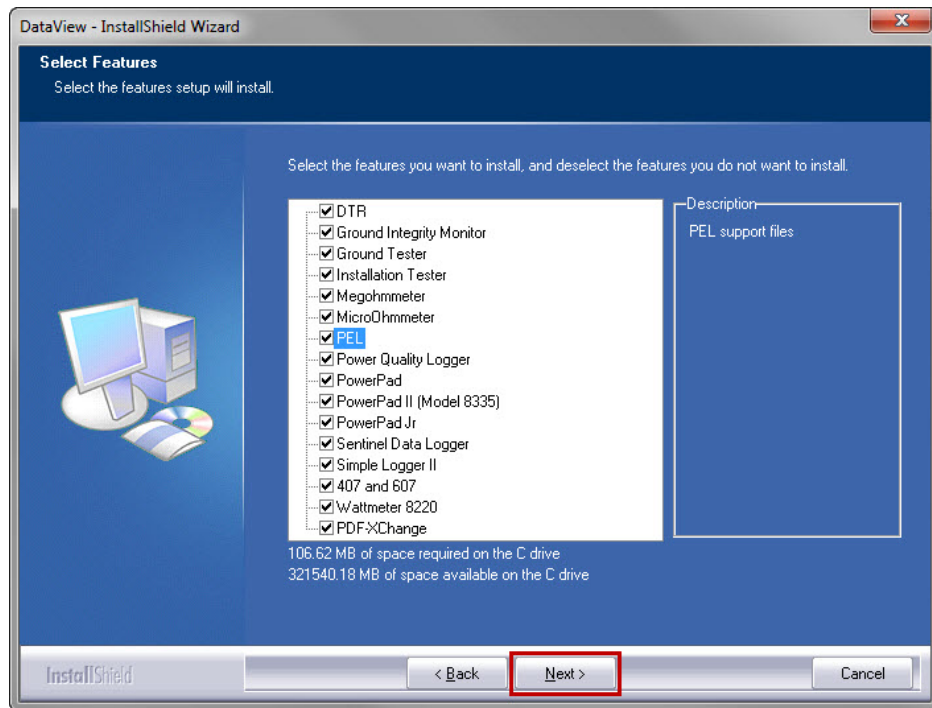 DataView - InstallShield Wizard
Select Features
Select the features setup will install.
Select the features you want to install, and deselect the features you do not want to install.
DTR
Ground Integrity Monitor
Ground Tester
Installation Tester
Megohmmeter
MicroOhmmeter
PEL
Power Quality Logger
PowerPad
PowerPad II (Model 8335)
PowerPad Jr
Sentinel Data Logger
Simple Logger II
407 and 607
Wattmeter 8220
PDF-XChange
Description
PEL support files
106.62 MB of space required on the C drive
321540.18 MB of space available on the C drive
InstallShield
< Back
Next >
Cancel